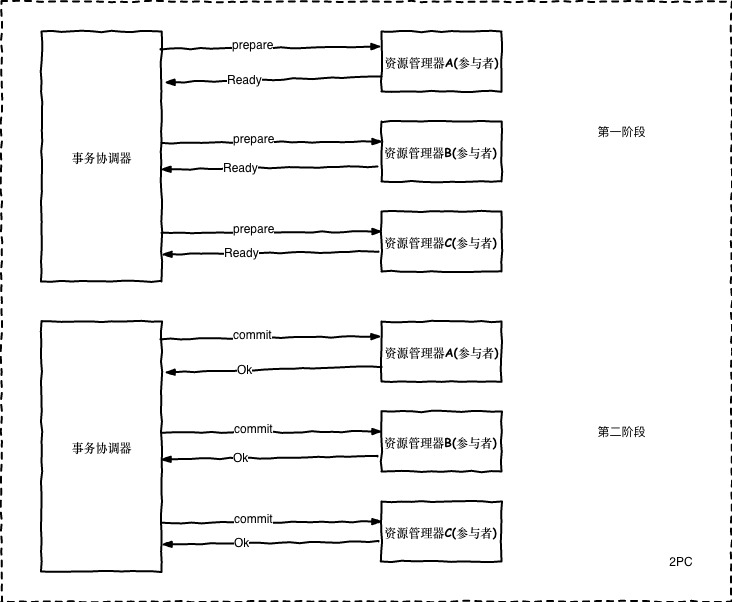 prepare
资源管理器A(参与者)
Ready
第一阶段
prepare
事务协调器
资源管理器B(参与者)
Ready
prepare
资源管理器C(参与者)
Ready
commit
资源管理器A(参与者)
Ok
commit
第二阶段
事务协调器
资源管理器B(参与者)
Ok
commit
资源管理器C(参与者)
Ok
2PC